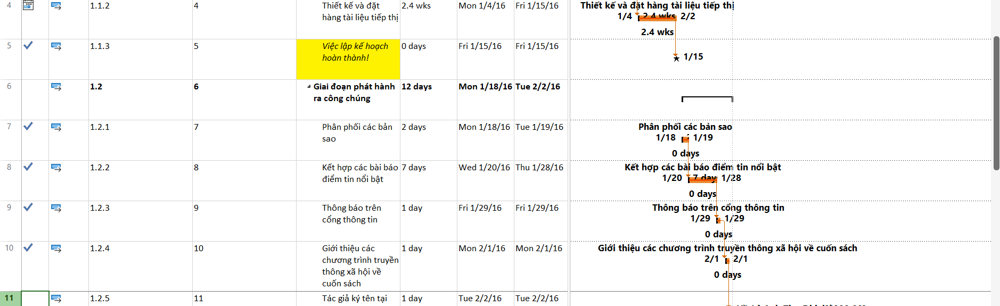 4 1.1.2 4 Thiết kế và đặt 2.4 wks Mon 1/4/16 Fri 1/15/16
hàng tài liệu tiếp thị
Thiết kế và đặt hàng tài liệu tiếp thị
1/4 2.4 wks 2/2
2.4 wks
5 1.1.3 5 Việc lập kế hoạch 0 days Fri 1/15/16 Fri 1/15/16
hoàn thành!
1/15
6 1.2 6 Giai đoạn phát hành 12 days Mon 1/18/16 Tue 2/2/16
ra công chúng
7 1.2.1 7 Phân phối các bản 2 days Mon 1/18/16 Tue 1/19/16
sao
Phân phối các bản sao
1/18 1/19
0 days
8 1.2.2 8 Kết hợp các bài báo 7 days Wed 1/20/16 Thu 1/28/16
điểm tin nổi bật
Kết hợp các bài báo điểm tin nổi bật
1/20 7 day 1/28
0 days
9 1.2.3 9 Thông báo trên 1 day Fri 1/29/16 Fri 1/29/16
cổng thông tin
Thông báo trên cổng thông tin
1/29 1/29
0 days
10 1.2.4 10 Giới thiệu các 1 day Mon 2/1/16 Mon 2/1/16
chương trình truyền
thông xã hội về
cuốn sách
Giới thiệu các chương trình truyền thông xã hội về cuốn sách
2/1 2/1
0 days
11 1.2.5 11 Tác giả ký tên tại 1 day Tue 2/2/16 Tue 2/2/16